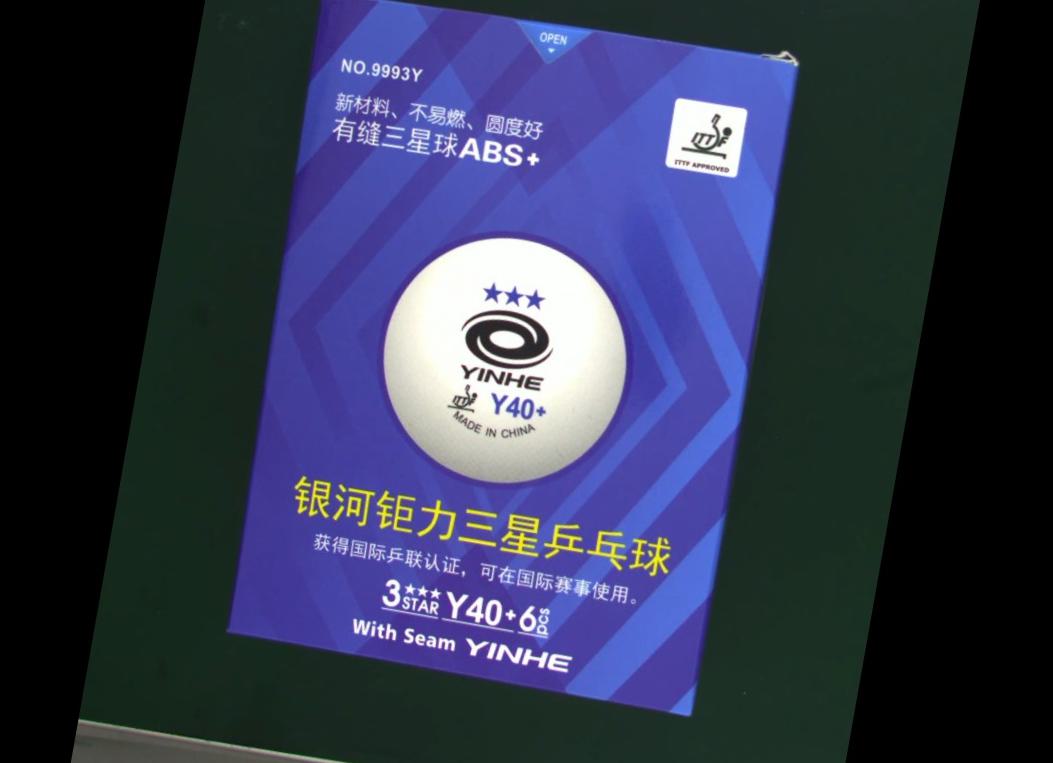 OPEN
NO.9993Y
新材料、不易燃、圆度好
有缝三星球ABS+
ITTF
ITTF APPROVED
★★★
YINHE
ITTF Y40+
MADE IN CHINA
银河钜力三星乒乓球
获得国际乒联认证，可在国际赛事使用。
3★★★STAR Y40+6pcs
With Seam YINHE